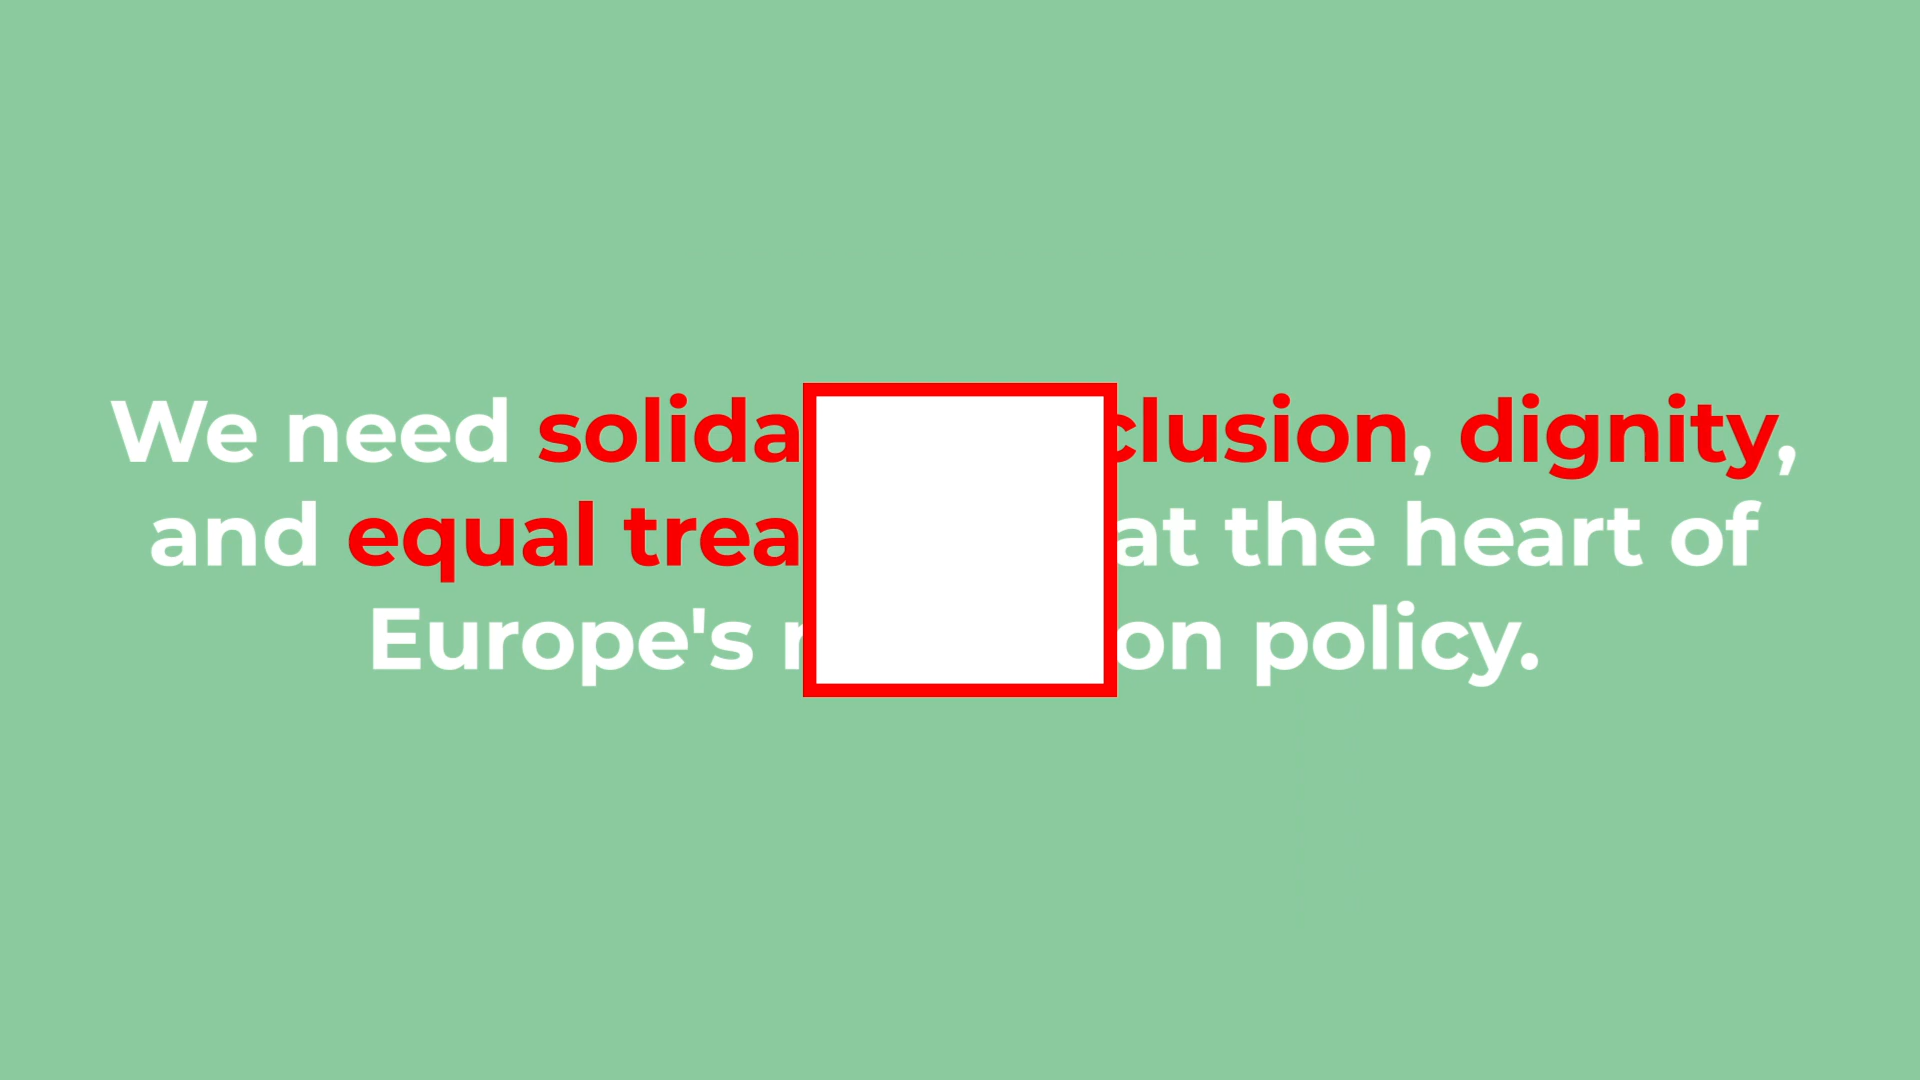 We need solida clusion, dignity,
and equal trea at the heart of
Europe's on policy.